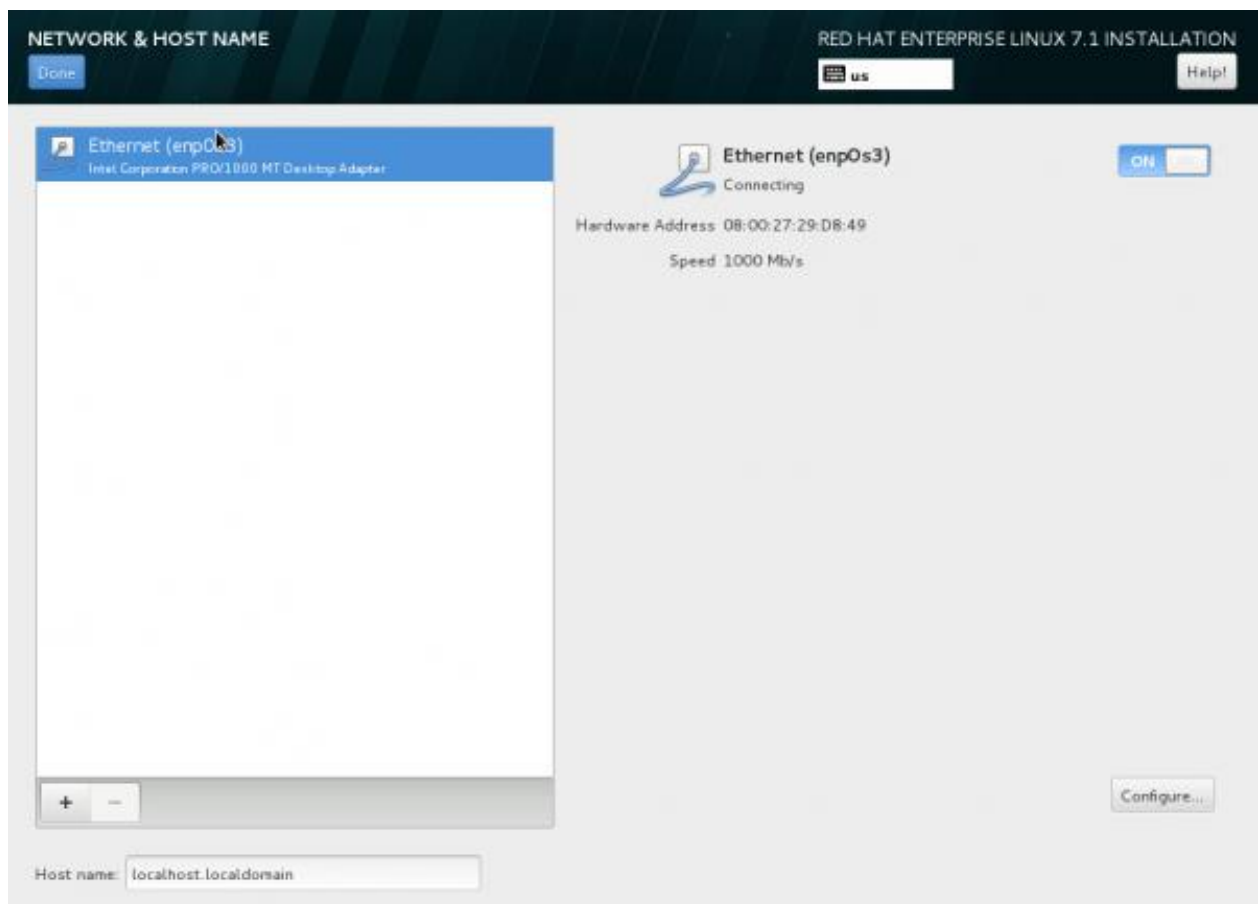 NETWORK & HOST NAME
Done
RED HAT ENTERPRISE LINUX 7.1 INSTALLATION
us
Help!
Ethernet (enp0s3)
Intel Corporation PRO/1000 MT Desktop Adapter
Ethernet (enp0s3)
Connecting
ON
Hardware Address 08:00:27:29:D8:49
Speed 1000 Mb/s
+ −
Configure...
Host name: localhost.localdomain